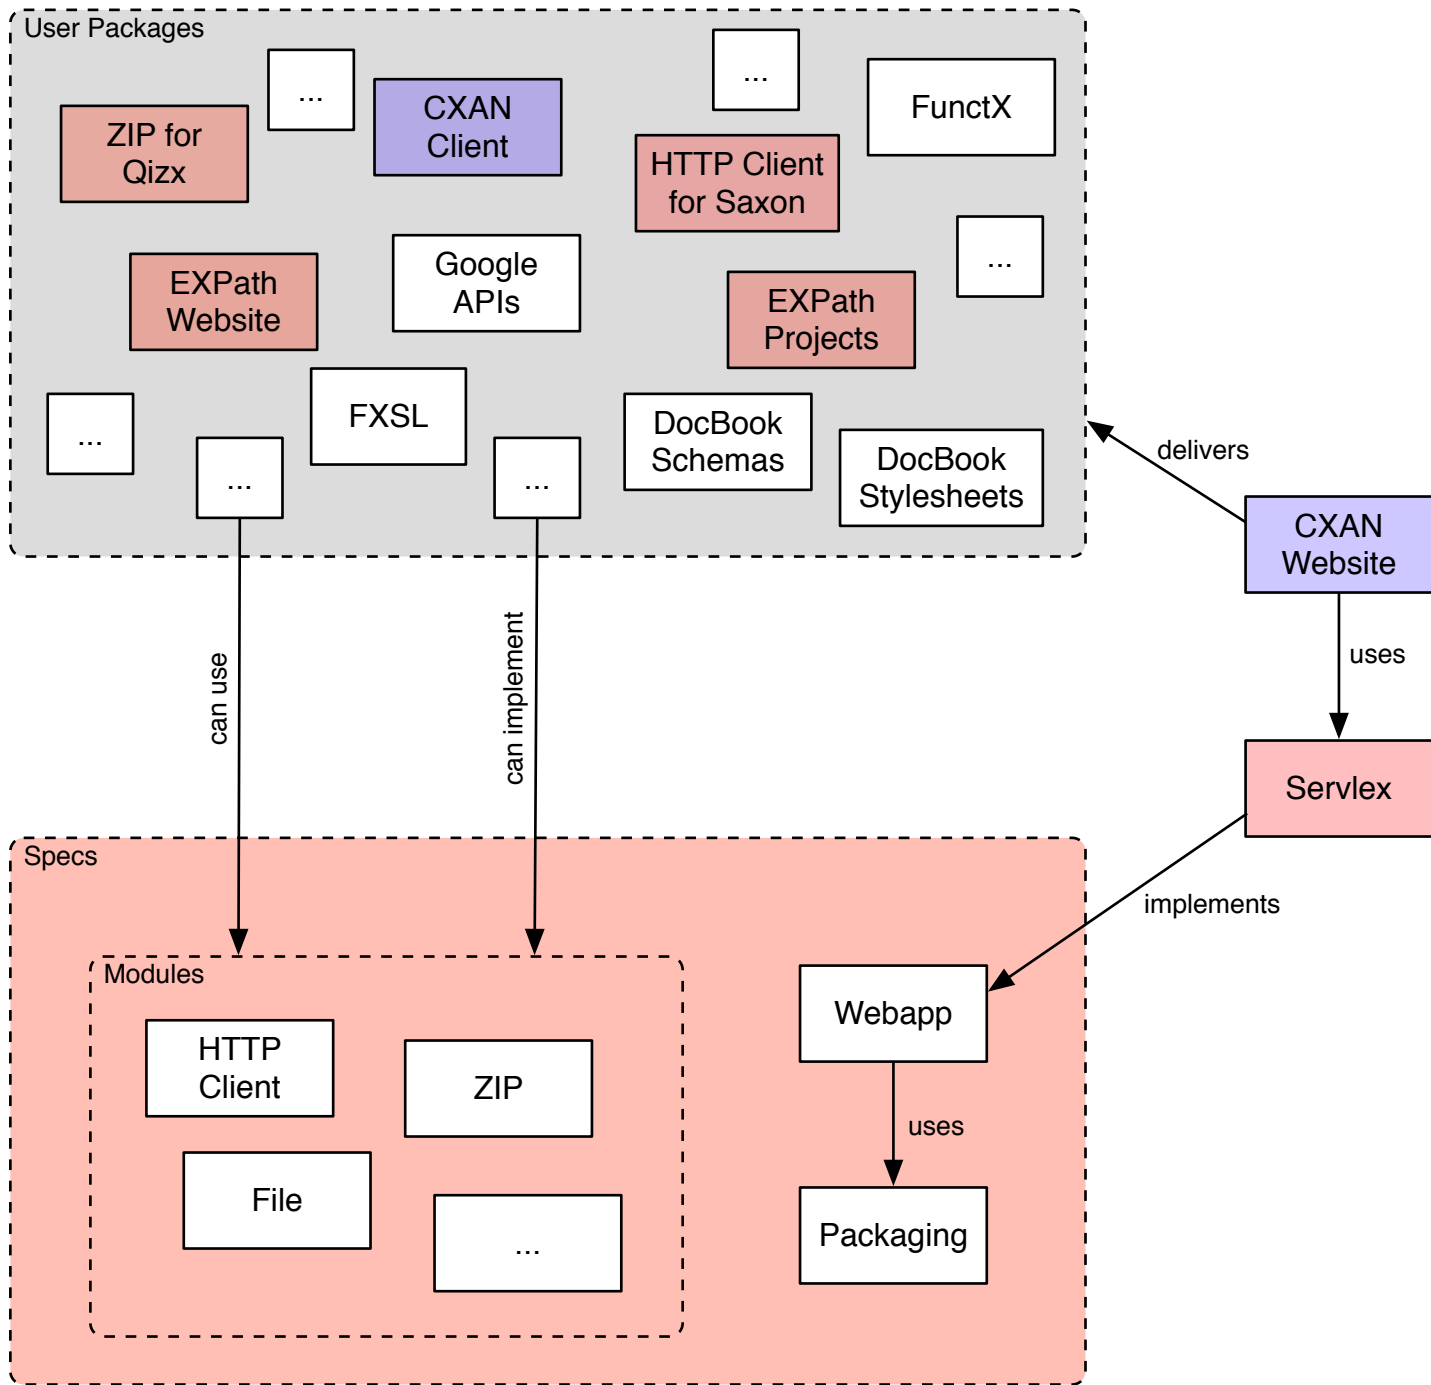 User Packages
...
...
CXAN
Client
FunctX
ZIP for
Qizx
HTTP Client
for Saxon
...
Google
APIs
EXPath
Website
EXPath
Projects
FXSL
...
DocBook
Schemas
...
...
DocBook
Stylesheets
delivers
CXAN
Website
can use
can implement
uses
Servlex
Specs
implements
Modules
Webapp
HTTP
Client
ZIP
uses
File
...
Packaging